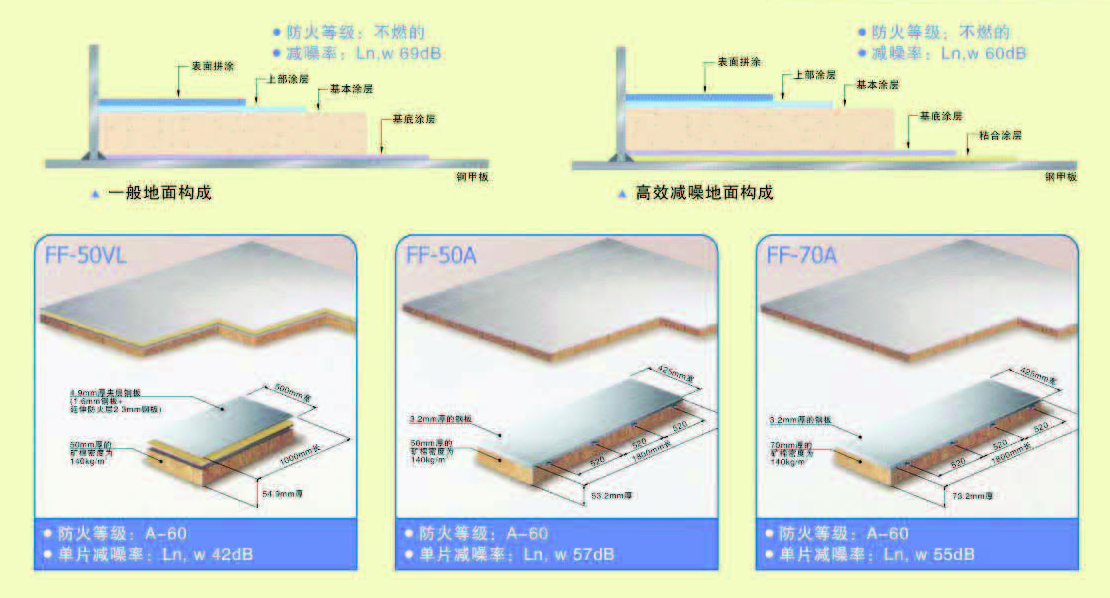 防火等级：不燃的
减噪率：Ln,w 69dB
表面拼涂
上部涂层
基本涂层
基底涂层
钢甲板
▲ 一般地面构成
防火等级：不燃的
减噪率：Ln,w 60dB
表面拼涂
上部涂层
基本涂层
基底涂层
粘合涂层
钢甲板
▲ 高效减噪地面构成
FF-50VL
4.9mm厚夹层钢板
(1.6mm钢板+
延伸防火层2.3mm钢板)
50mm厚的
矿棉密度为
140kg/m
500mm宽
1000mm长
54.9mm厚
防火等级：A-60
单片减噪率：Ln, w 42dB
FF-50A
3.2mm厚的钢板
50mm厚的
矿棉密度为
140kg/m
425mm宽
520
520
520
520
1800mm长
53.2mm厚
防火等级：A-60
单片减噪率：Ln, w 57dB
FF-70A
3.2mm厚的钢板
70mm厚的
矿棉密度为
140kg/m
425mm宽
520
520
520
520
1800mm长
73.2mm厚
防火等级：A-60
单片减噪率：Ln, w 55dB